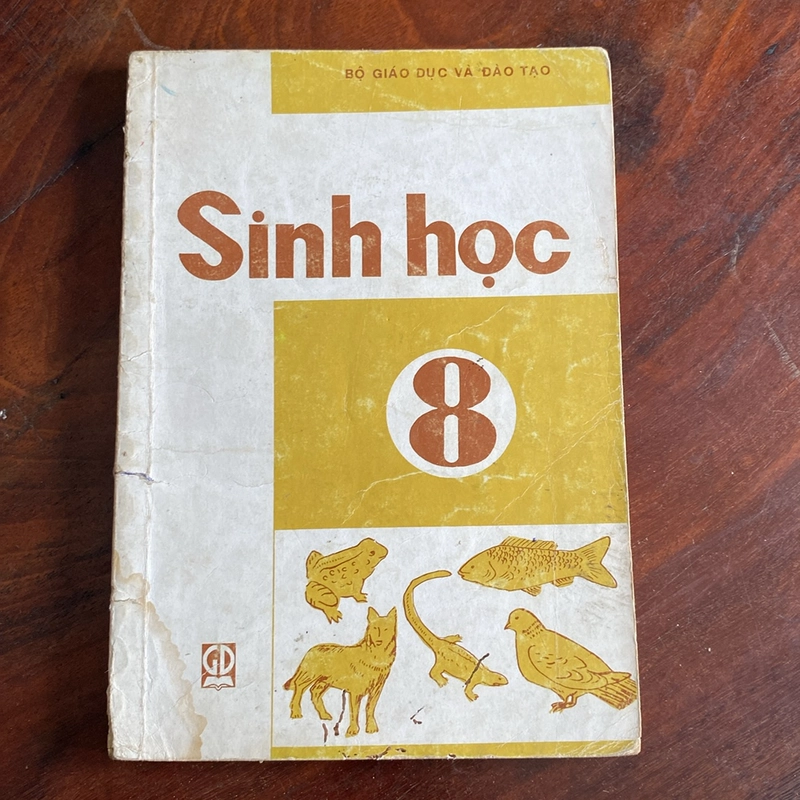 BỘ GIÁO DỤC VÀ ĐÀO TẠO
Sinh học
8
GD